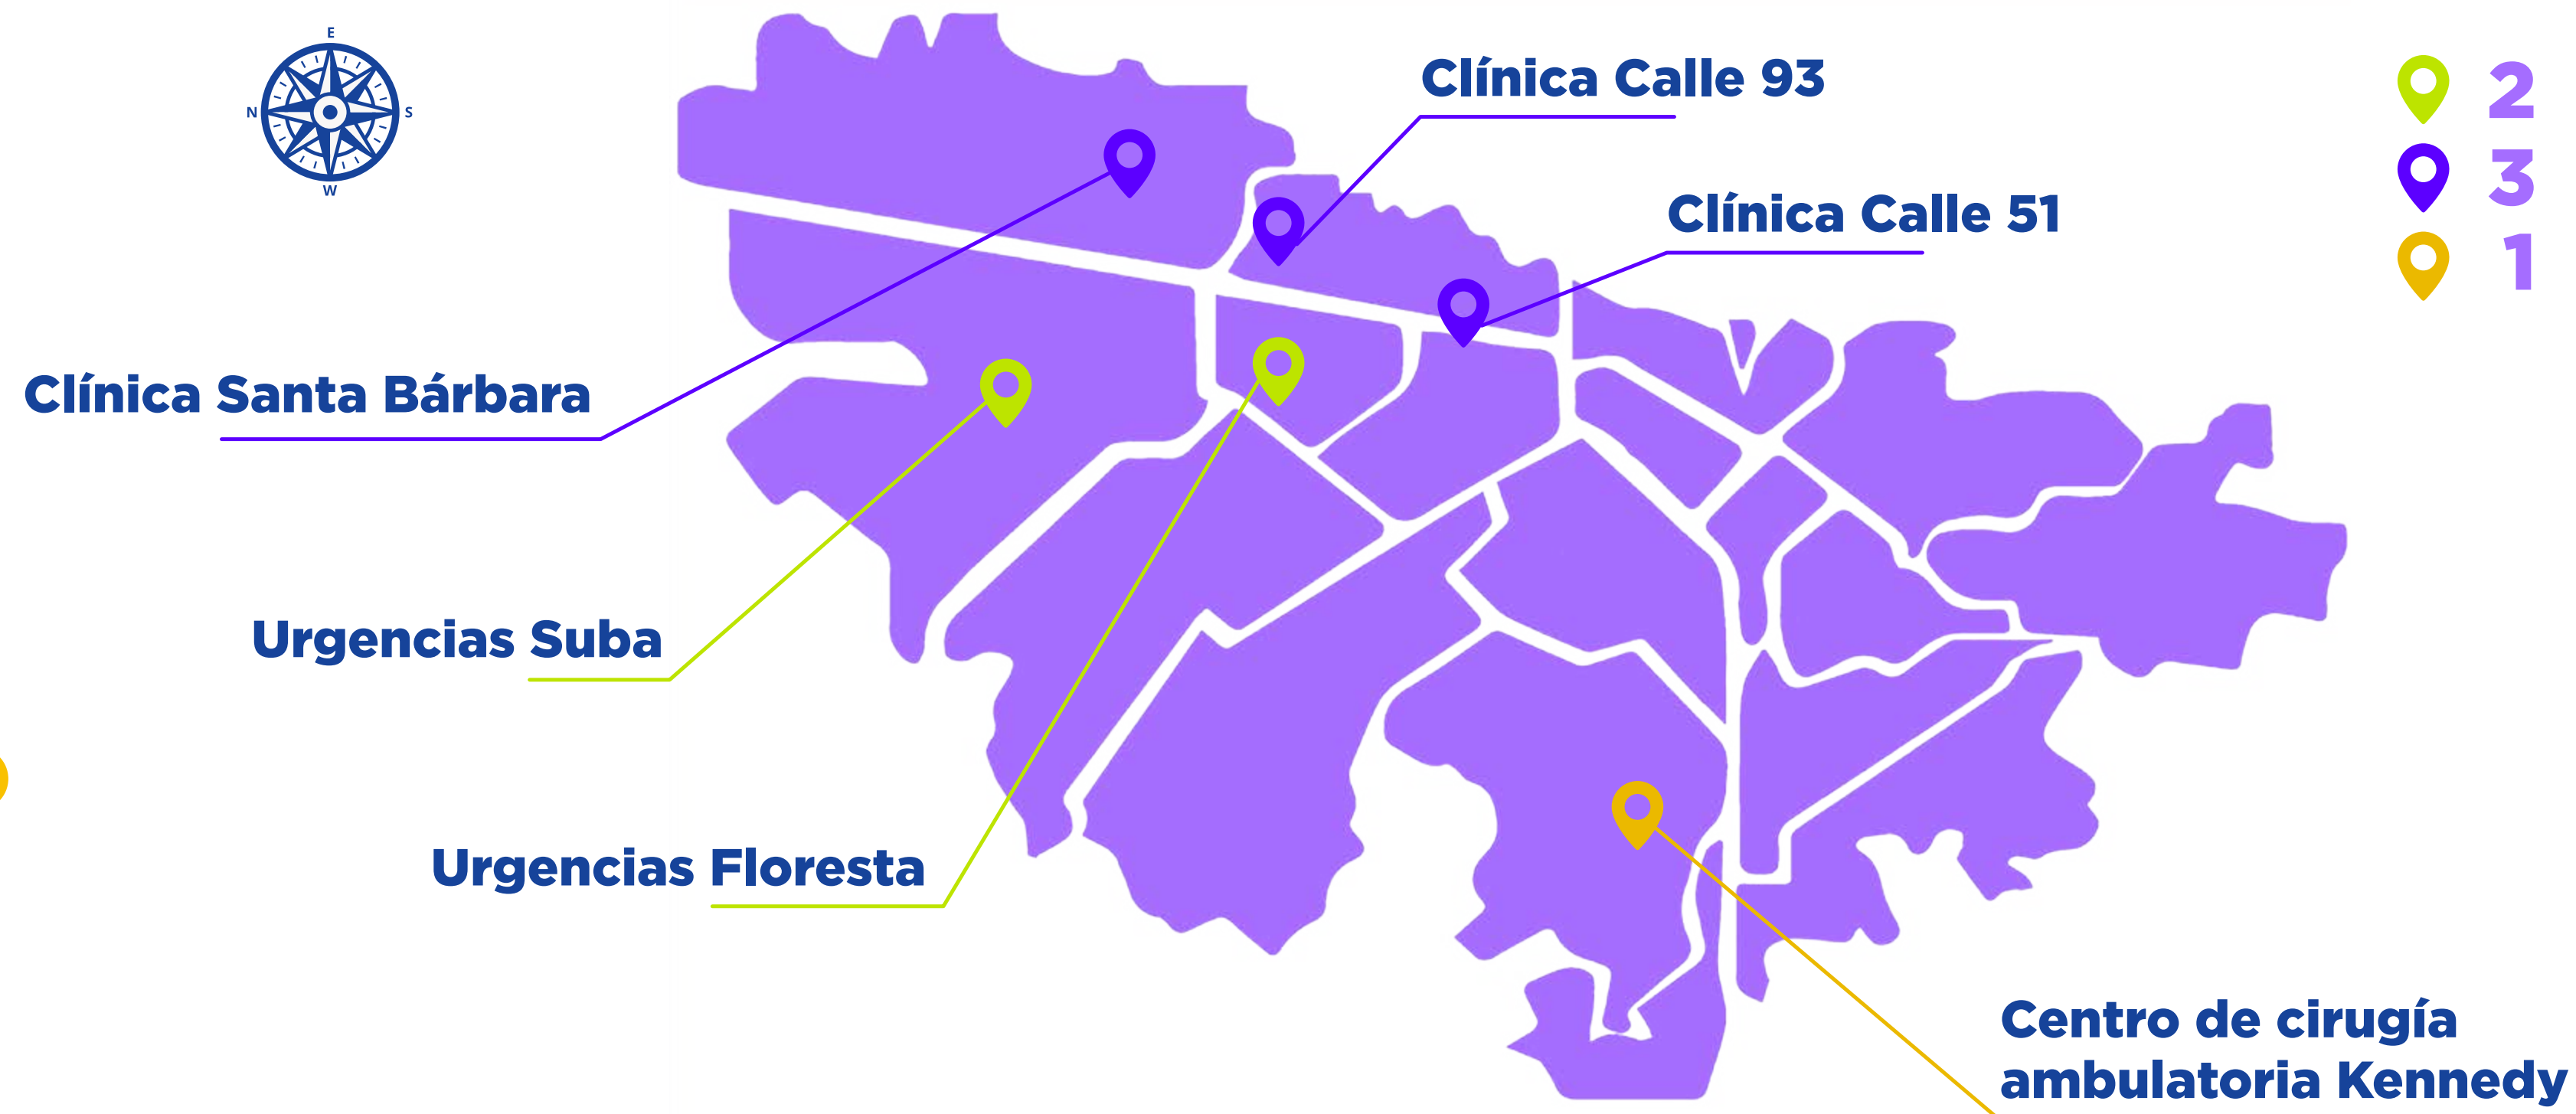 E
N
S
W
Clínica Calle 93
Clínica Calle 51
2
3
1
Clínica Santa Bárbara
Urgencias Suba
Urgencias Floresta
Centro de cirugía
ambulatoria Kennedy